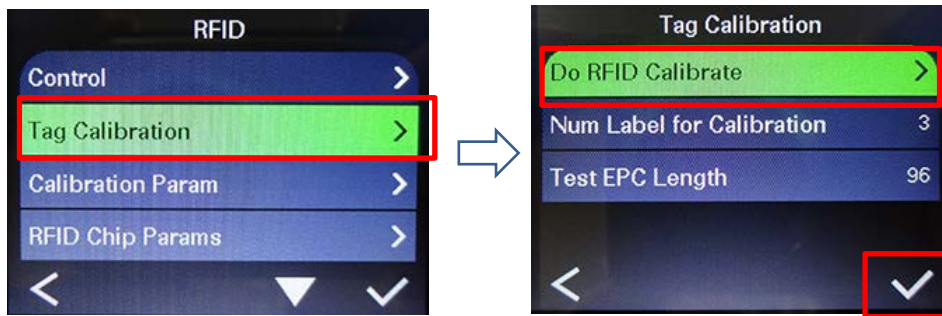 RFID
Control
Tag Calibration
Calibration Param
RFID Chip Params
Tag Calibration
Do RFID Calibrate
Num Label for Calibration 3
Test EPC Length 96